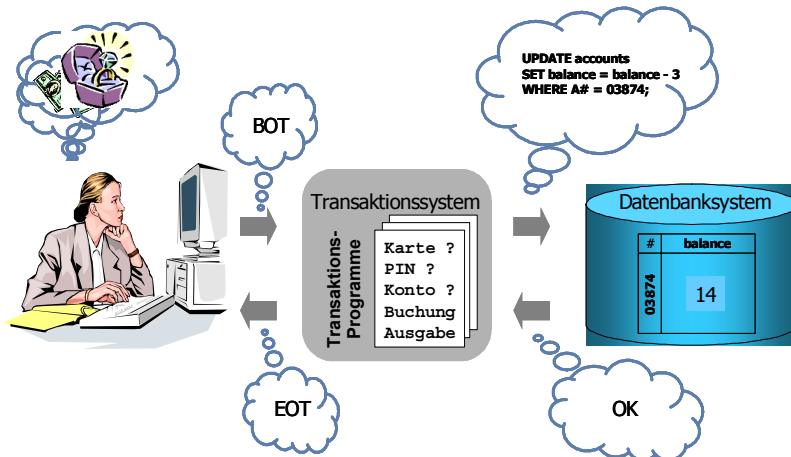 UPDATE accounts
SET balance = balance - 3
WHERE A# = 03874;
BOT
Transaktionssystem
Transaktions-
Programme
Karte ?
PIN ?
Konto ?
Buchung
Ausgabe
Datenbanksystem
# balance
03874 14
EOT
OK